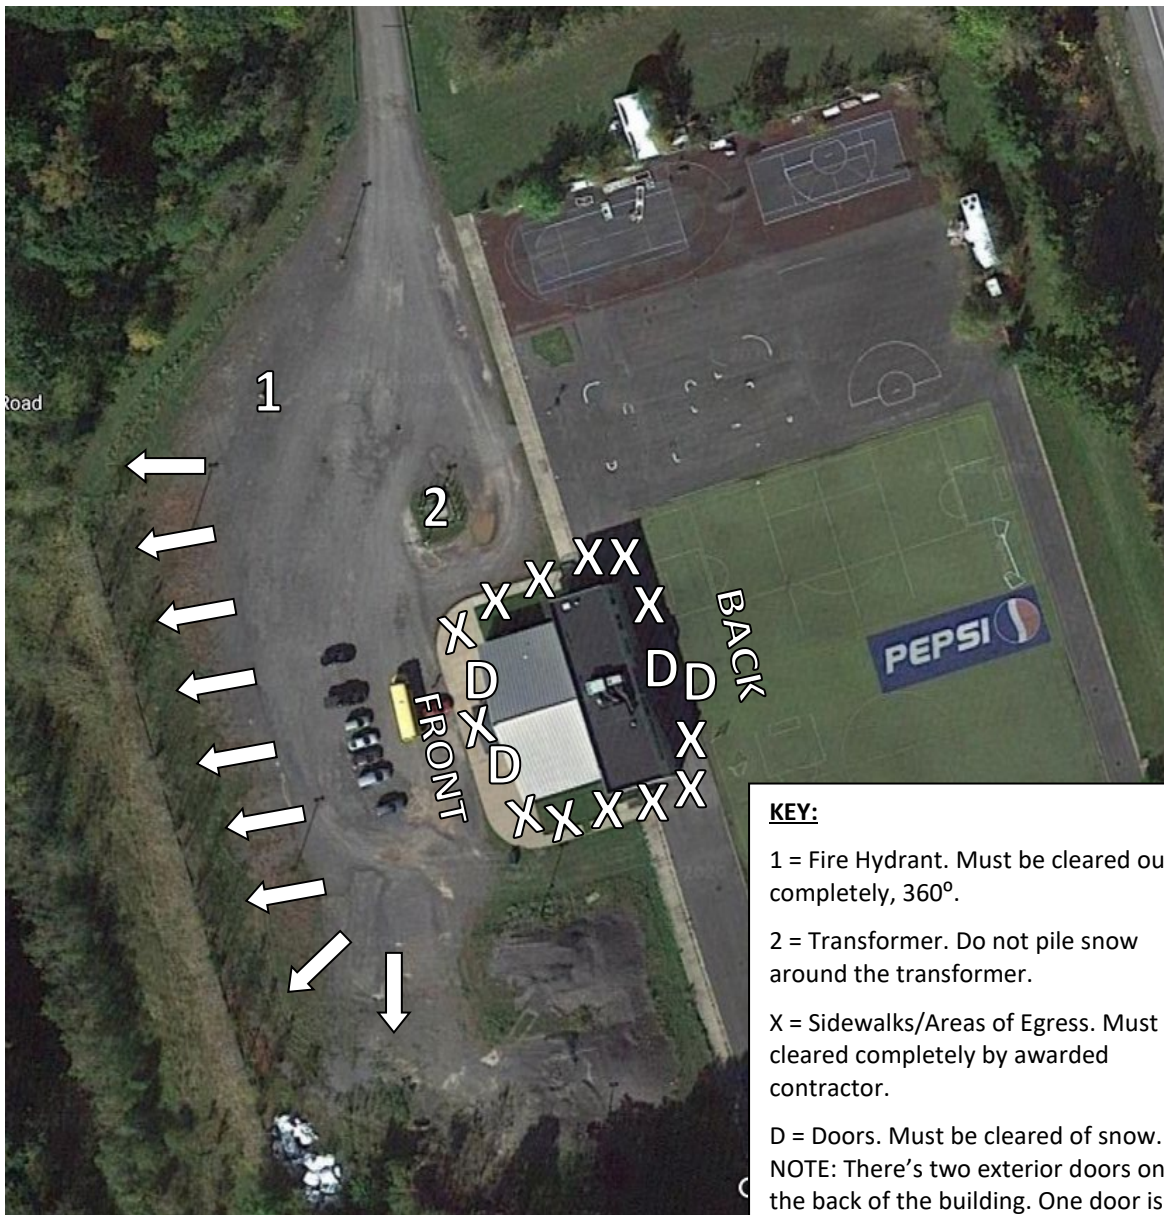 Road
1
2
X X
X
X X
X
BACK
PEPSI
D D D
FRONT
X X
D
X X X X X
KEY:
1 = Fire Hydrant. Must be cleared ou
completely, 360⁰.
2 = Transformer. Do not pile snow
around the transformer.
X = Sidewalks/Areas of Egress. Must
cleared completely by awarded
contractor.
D = Doors. Must be cleared of snow.
NOTE: There’s two exterior doors on
the back of the building. One door is